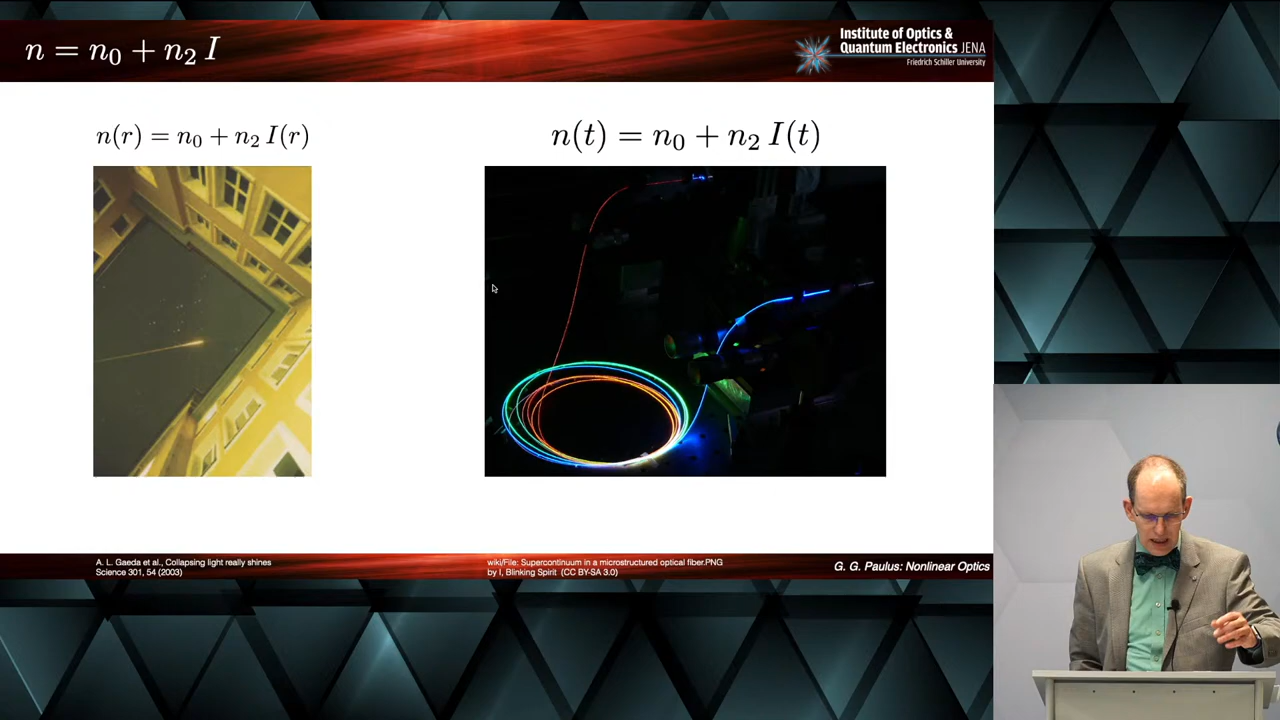 n = n₀ + n₂ I
Institute of Optics &
Quantum Electronics JENA
Friedrich Schiller University
n(r) = n₀ + n₂ I(r)
n(t) = n₀ + n₂ I(t)
A. L. Gaeda et al., Collapsing light really shines
Science 301, 54 (2003)
wiki/File: Supercontinuum in a microstructured optical fiber.PNG
by I, Blinking Spirit (CC BY-SA 3.0)
G. G. Paulus: Nonlinear Optics